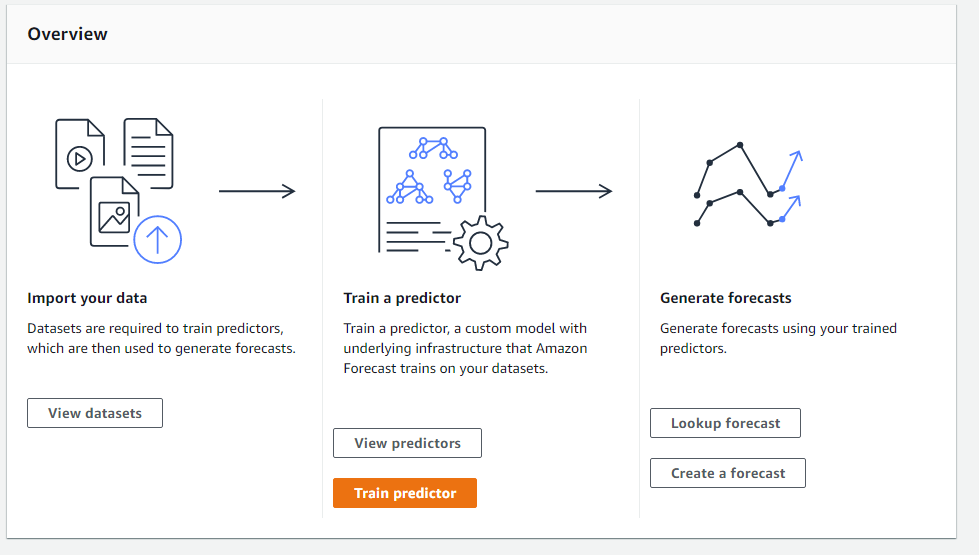 Overview
Import your data
Datasets are required to train predictors,
which are then used to generate forecasts.
View datasets
Train a predictor
Train a predictor, a custom model with
underlying infrastructure that Amazon
Forecast trains on your datasets.
View predictors
Train predictor
Generate forecasts
Generate forecasts using your trained
predictors.
Lookup forecast
Create a forecast